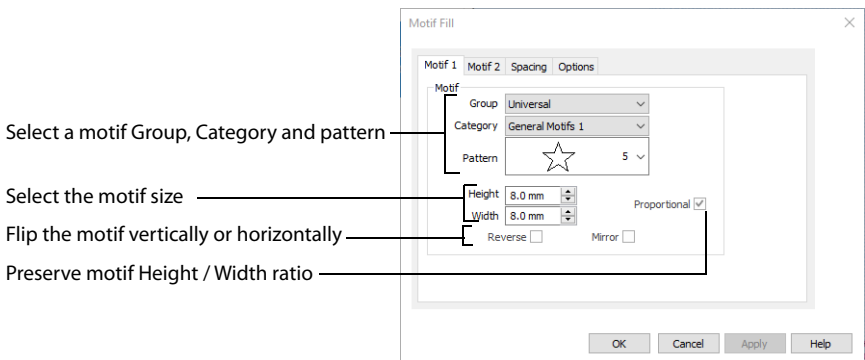 Motif Fill
Motif 1 Motif 2 Spacing Options
Motif
Group Universal
Select a motif Group, Category and pattern
Category General Motifs 1
Pattern 5
Select the motif size
Height 8.0 mm
Width 8.0 mm
Proportional
Flip the motif vertically or horizontally
Reverse Mirror
Preserve motif Height / Width ratio
OK Cancel Apply Help